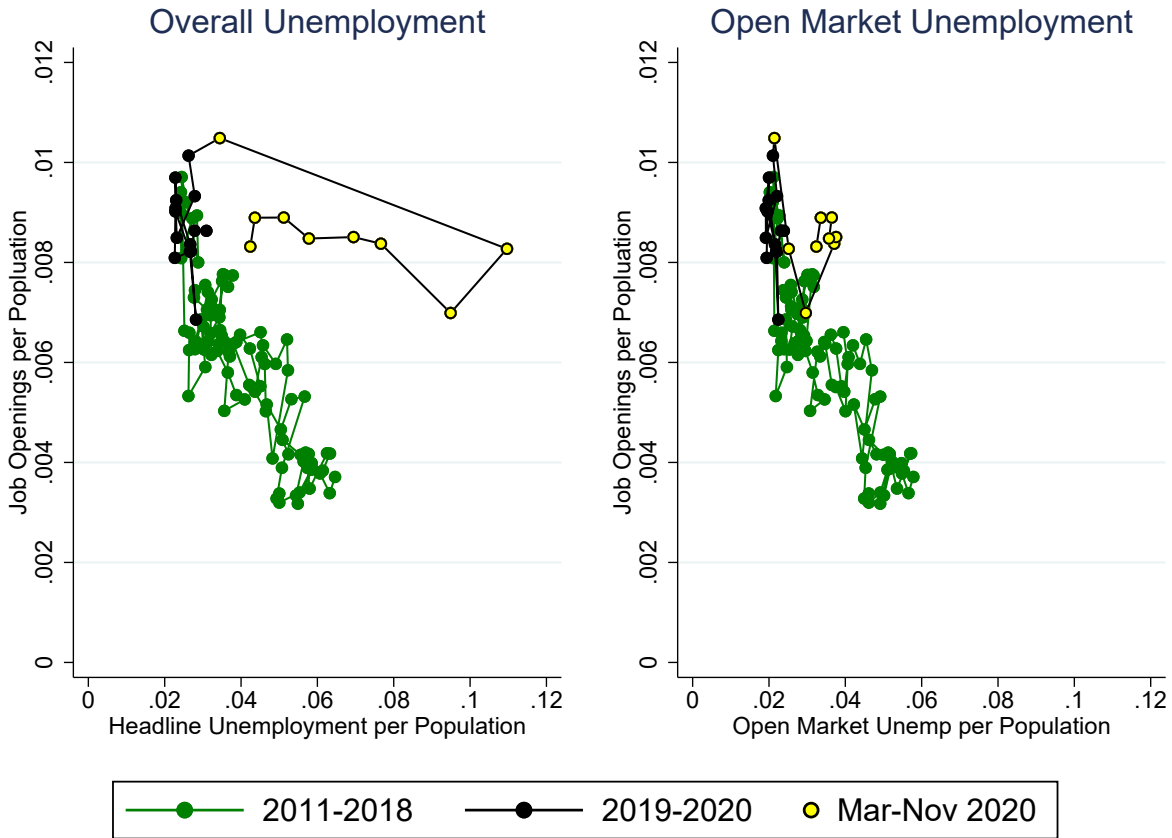 Overall Unemployment
Job Openings per Popluation
.012
.01
.008
.006
.004
.002
0
0 .02 .04 .06 .08 .1 .12
Headline Unemployment per Population
Open Market Unemployment
Job Openings per Popluation
.012
.01
.008
.006
.004
.002
0
0 .02 .04 .06 .08 .1 .12
Open Market Unemp per Population
2011-2018 2019-2020 Mar-Nov 2020